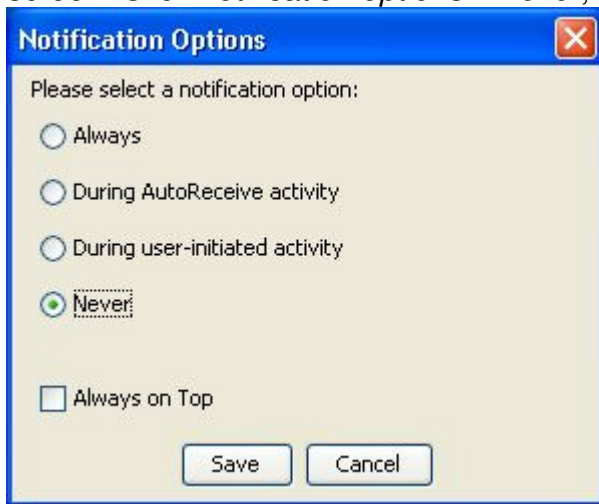 Notification Options
Please select a notification option:
Always
During AutoReceive activity
During user-initiated activity
Never
Always on Top
Save Cancel